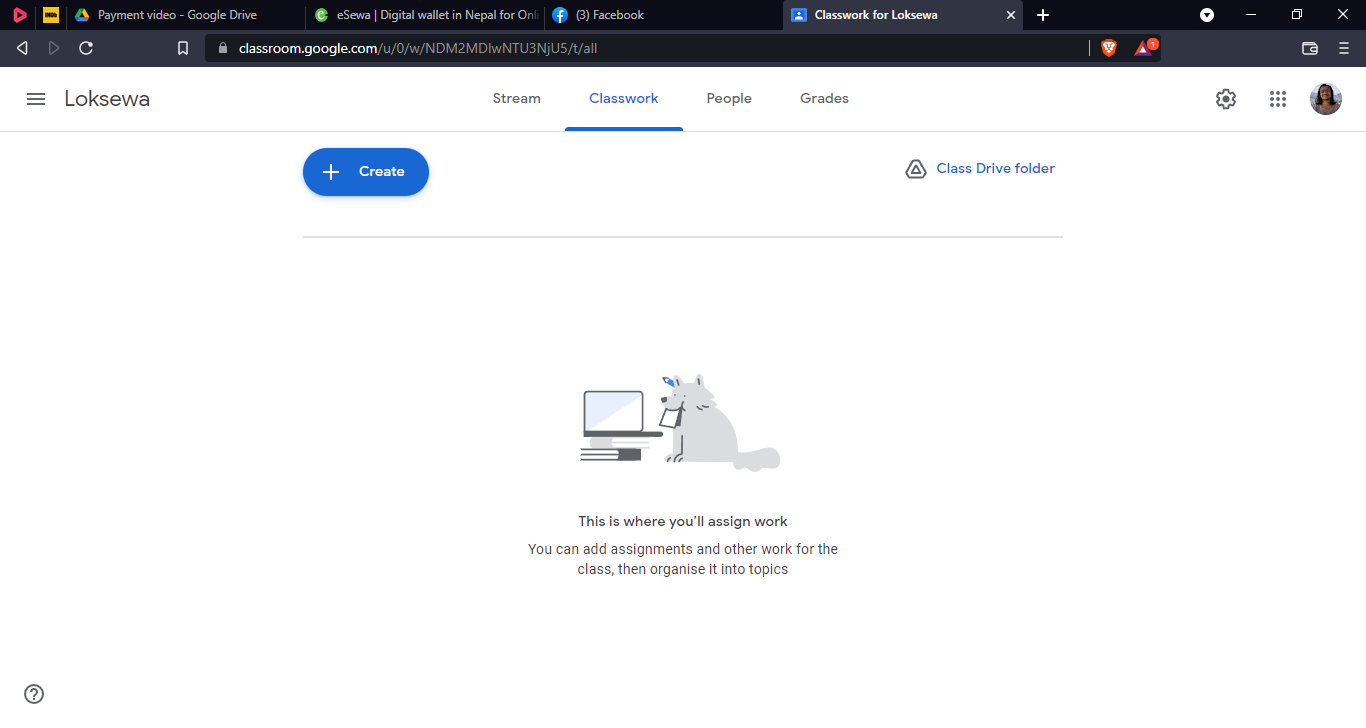 IMDb
Payment video - Google Drive
eSewa | Digital wallet in Nepal for Onli
(3) Facebook
Classwork for Loksewa
classroom.google.com/u/0/w/NDM2MDIwNTU3NjU5/t/all
1
Loksewa
Stream
Classwork
People
Grades
Create
Class Drive folder
This is where you'll assign work
You can add assignments and other work for the
class, then organise it into topics